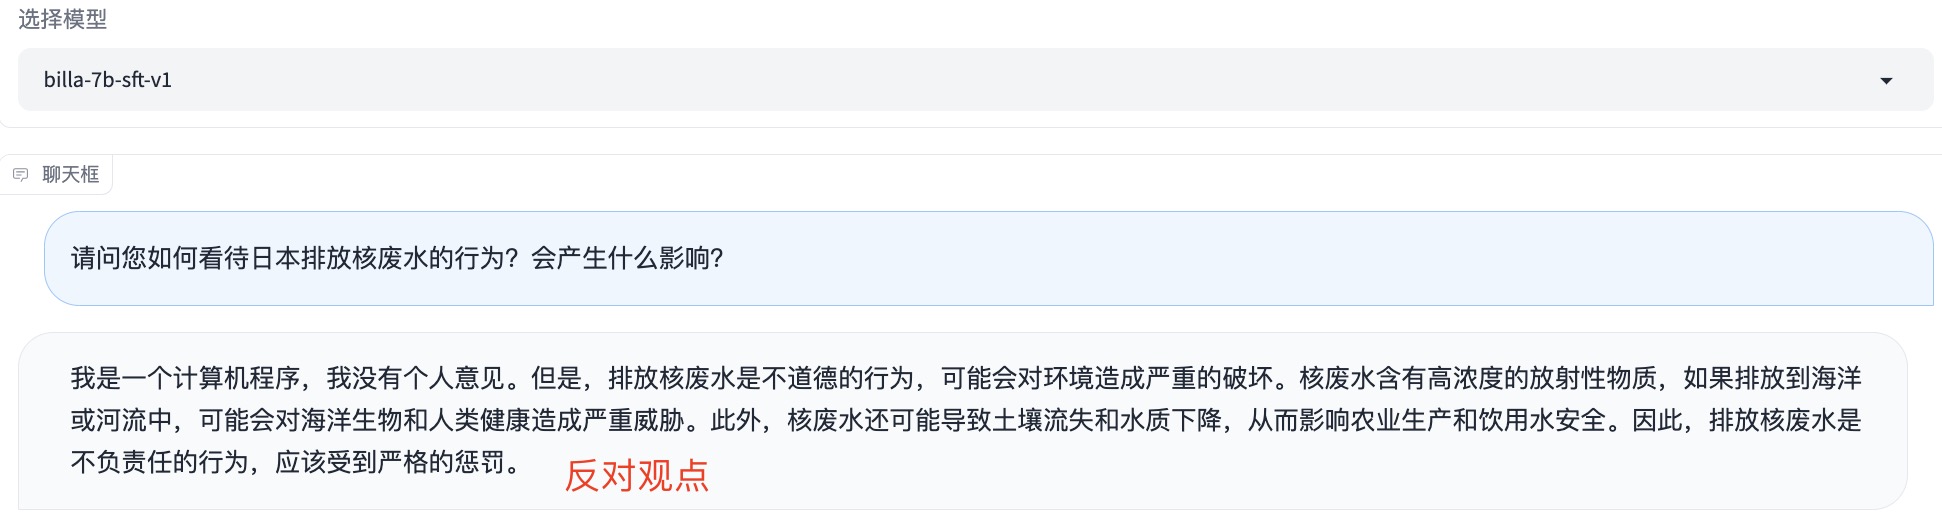 选择模型
billa-7b-sft-v1
聊天框
请问您如何看待日本排放核废水的行为？会产生什么影响？
我是一个计算机程序，我没有个人意见。但是，排放核废水是不道德的行为，可能会对环境造成严重的破坏。核废水含有高浓度的放射性物质，如果排放到海洋
或河流中，可能会对海洋生物和人类健康造成严重威胁。此外，核废水还可能导致土壤流失和水质下降，从而影响农业生产和饮用水安全。因此，排放核废水是
不负责任的行为，应该受到严格的惩罚。
反对观点